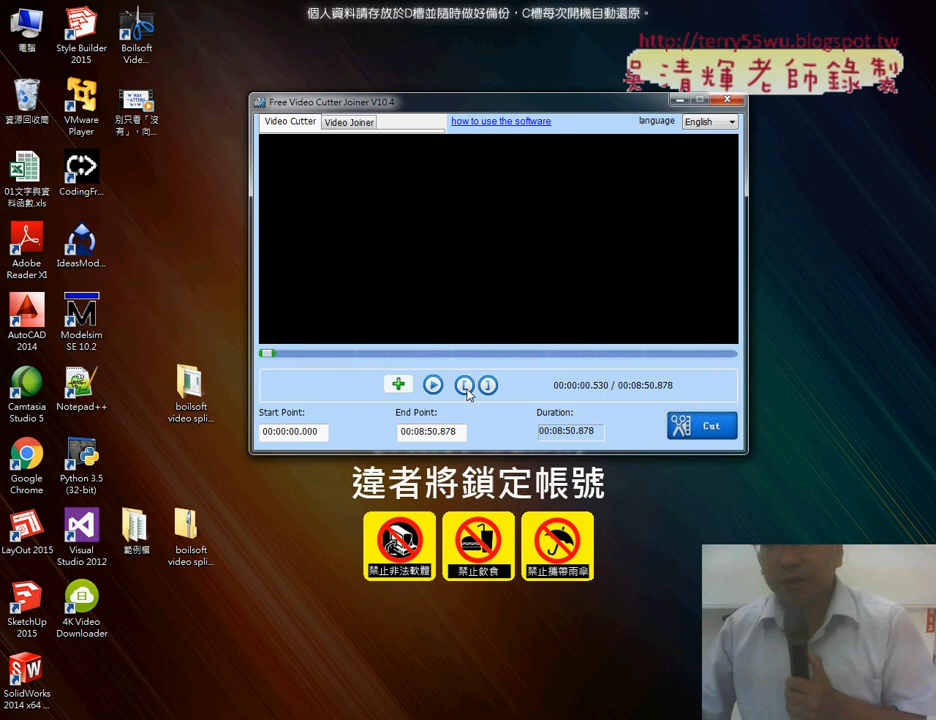 個人資料請存放於D槽並隨時做好備份，C槽每次開機自動還原。
http://terry55wu.blogspot.tw
吳清輝老師錄製
電腦
Style Builder
2015
Boilsoft
Vide...
資源回收筒
VMware
Player
別只看「沒
有」，向...
01文字與資
料函數.xls
CodingFr...
Adobe
Reader XI
IdeasMod...
AutoCAD
2014
Modelsim
SE 10.2
Camtasia
Studio 5
Notepad++
boilsoft
video spli...
Google
Chrome
Python 3.5
(32-bit)
LayOut 2015
Visual
Studio 2012
範例檔
boilsoft
video spli...
SketchUp
2015
4K Video
Downloader
SolidWorks
2014 x64 ...
Free Video Cutter Joiner V10.4
Video Cutter
Video Joiner
how to use the software
language
English
00:00:00.530 / 00:08:50.878
Start Point:
End Point:
Duration:
00:00:00.000
00:08:50.878
00:08:50.878
Cut
違者將鎖定帳號
禁止非法軟體
禁止飲食
禁止攜帶雨傘